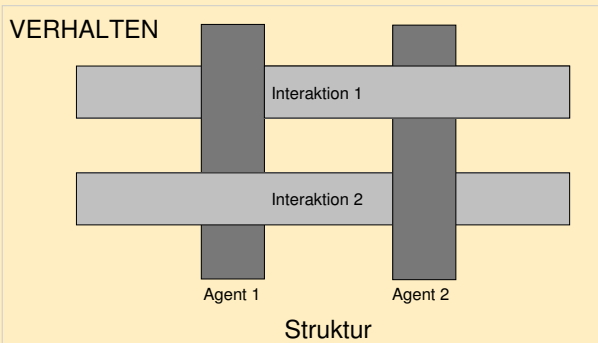 VERHALTEN
Interaktion 1
Interaktion 2
Agent 1 Agent 2
Struktur